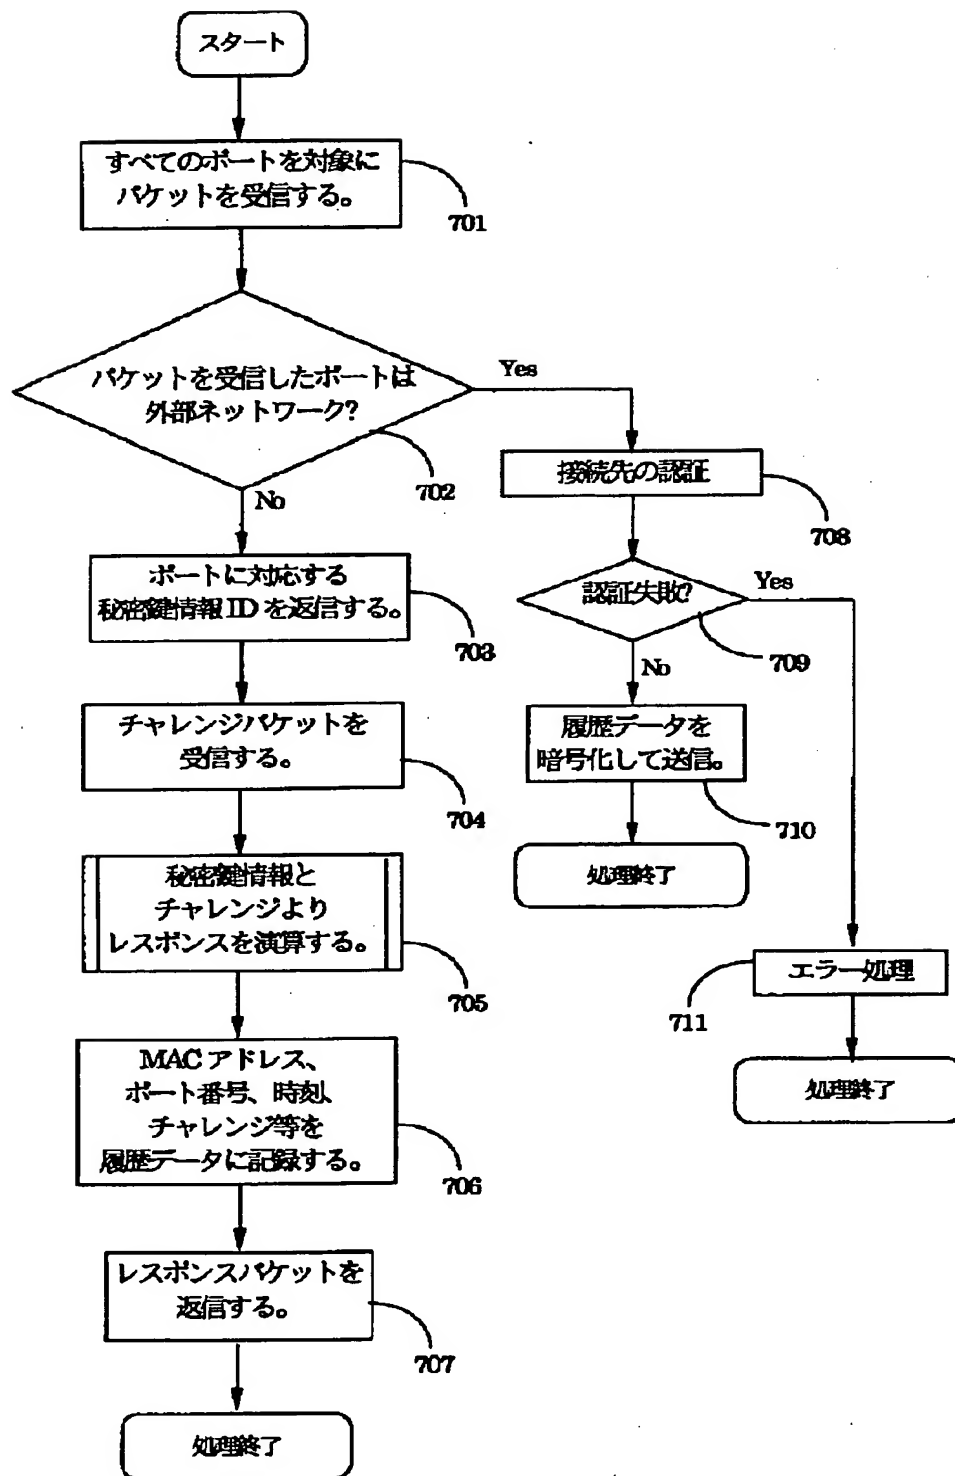 スタート
すべてのポートを対象に
パケットを受信する。
701
パケットを受信したポートは
外部ネットワーク?
Yes
702
No
接続先の認証
708
ポートに対応する
秘密鍵情報IDを返信する。
703
認証失敗?
Yes
709
No
チャレンジパケットを
受信する。
704
履歴データを
暗号化して送信。
710
処理終了
秘密鍵情報と
チャレンジより
レスポンスを演算する。
705
エラー処理
711
処理終了
MACアドレス、
ポート番号、時刻、
チャレンジ等を
履歴データに記録する。
706
レスポンスパケットを
返信する。
707
処理終了